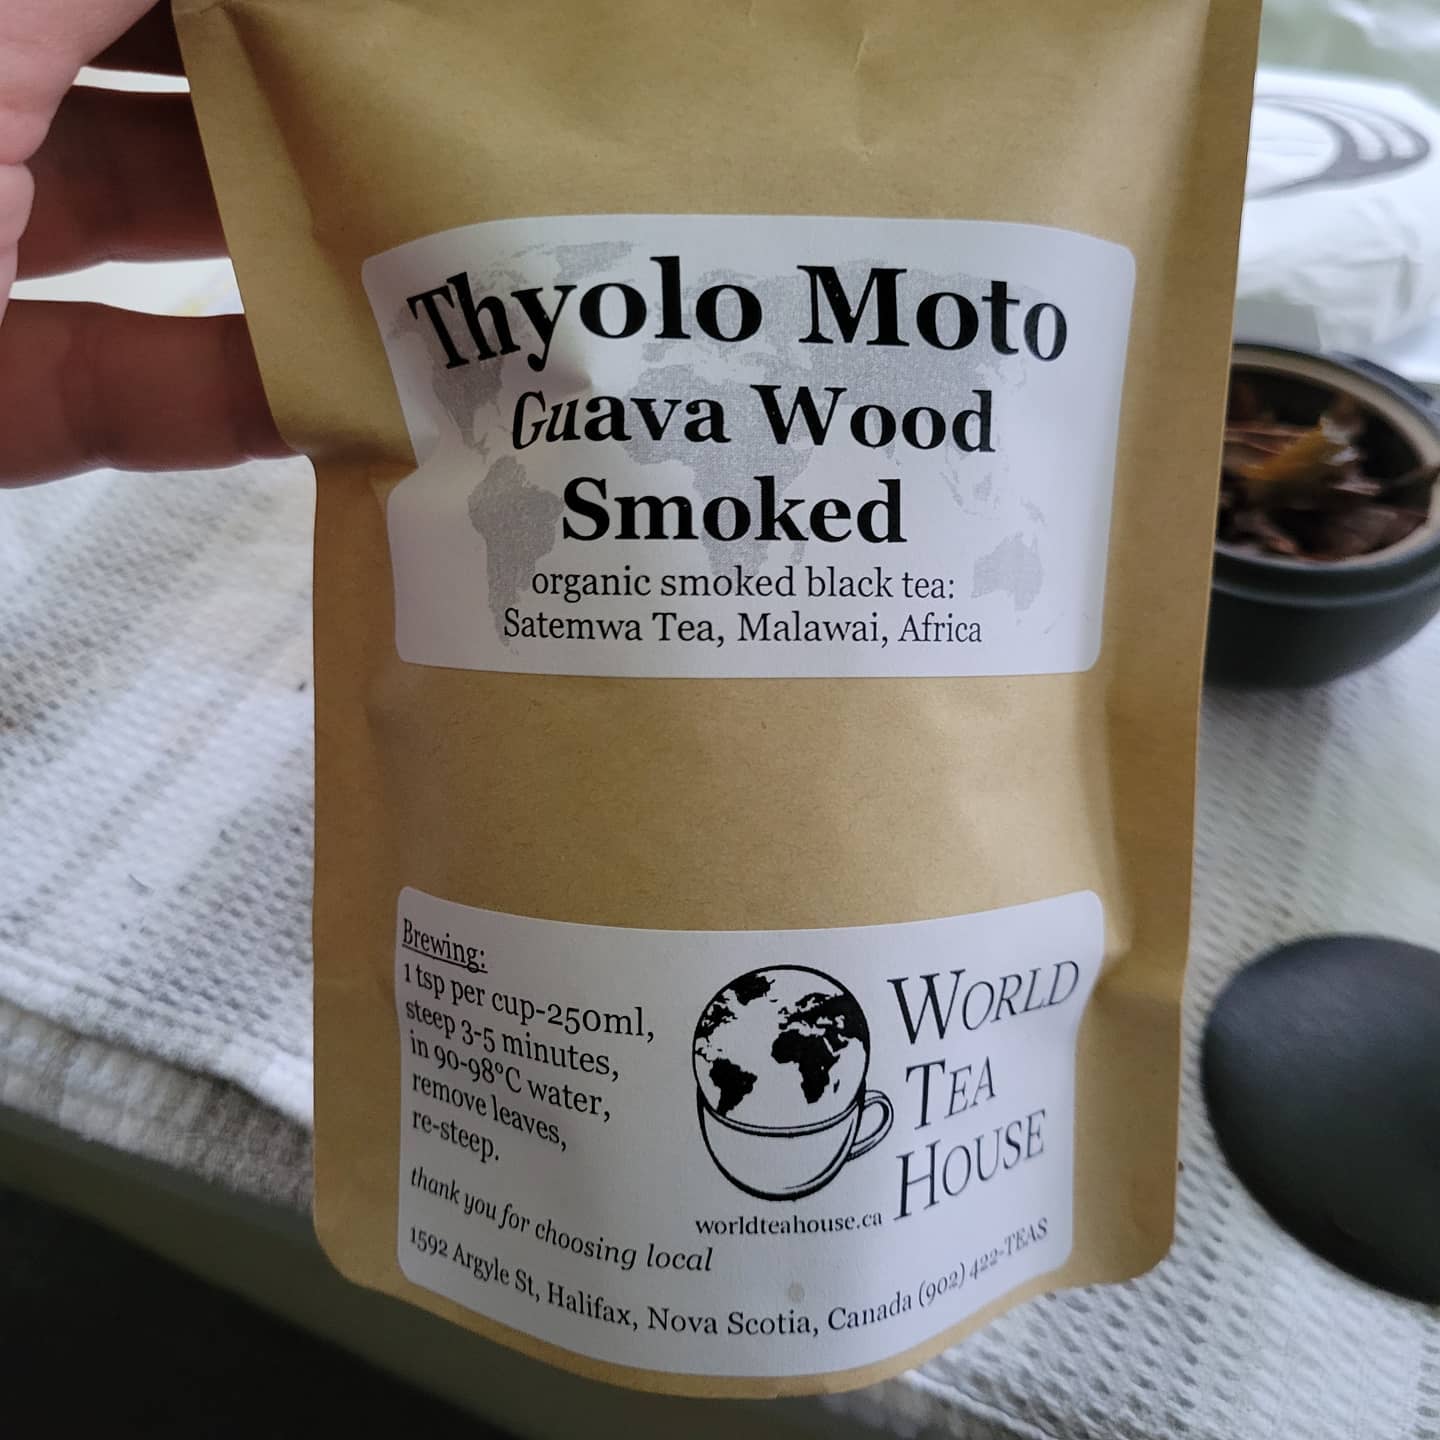 Thyolo Moto
Guava Wood
Smoked
organic smoked black tea:
Satemwa Tea, Malawai, Africa
Brewing:
1 tsp per cup-250ml,
steep 3-5 minutes,
in 90-98°C water,
remove leaves,
re-steep.
thank you for choosing local
WORLD
TEA
HOUSE
worldteahouse.ca
1592 Argyle St, Halifax, Nova Scotia, Canada (902) 422-TEAS